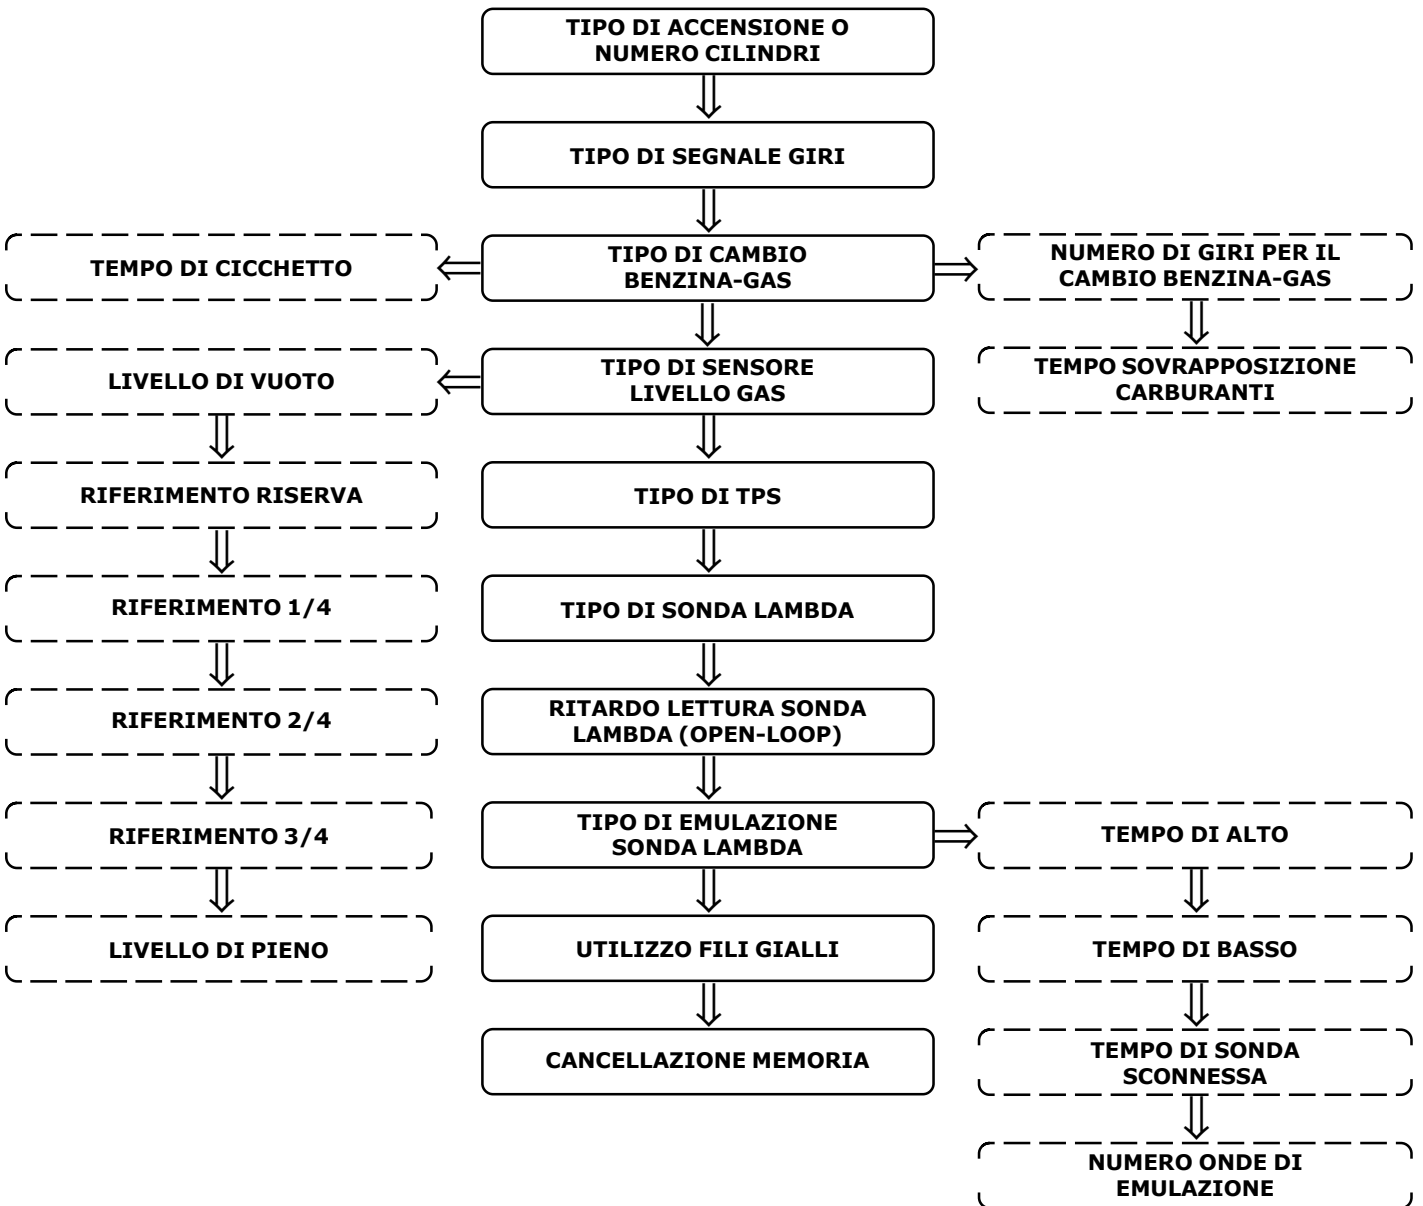 TIPO DI ACCENSIONE O
NUMERO CILINDRI
TIPO DI SEGNALE GIRI
TEMPO DI CICCHETTO
TIPO DI CAMBIO
BENZINA-GAS
NUMERO DI GIRI PER IL
CAMBIO BENZINA-GAS
LIVELLO DI VUOTO
TIPO DI SENSORE
LIVELLO GAS
TEMPO SOVRAPPOSIZIONE
CARBURANTI
RIFERIMENTO RISERVA
TIPO DI TPS
RIFERIMENTO 1/4
TIPO DI SONDA LAMBDA
RIFERIMENTO 2/4
RITARDO LETTURA SONDA
LAMBDA (OPEN-LOOP)
RIFERIMENTO 3/4
TIPO DI EMULAZIONE
SONDA LAMBDA
TEMPO DI ALTO
LIVELLO DI PIENO
UTILIZZO FILI GIALLI
TEMPO DI BASSO
CANCELLAZIONE MEMORIA
TEMPO DI SONDA
SCONNESSA
NUMERO ONDE DI
EMULAZIONE